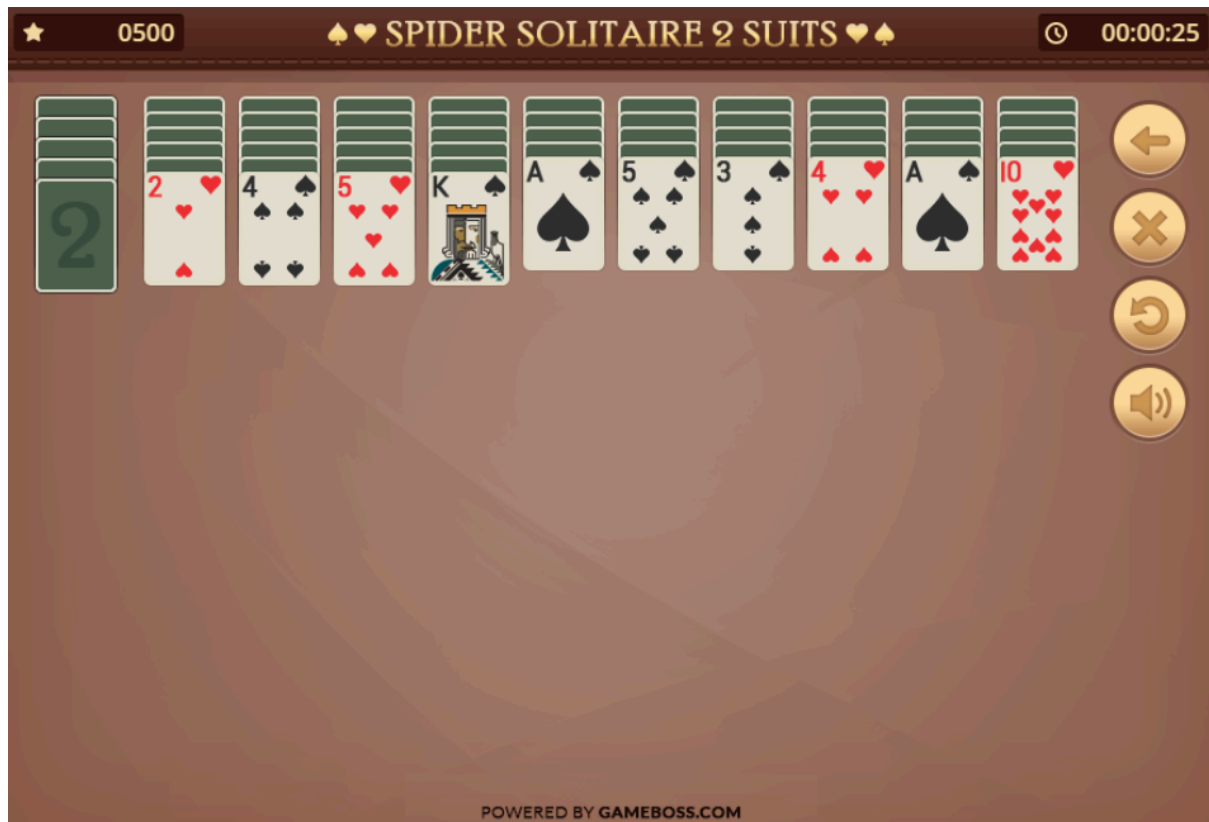 0500
♠♥ SPIDER SOLITAIRE 2 SUITS ♥♠
00:00:25
2
2♥
4♠
5♥
K♠
A♠
5♠
3♠
4♥
A♠
10♥
POWERED BY GAMEBOSS.COM